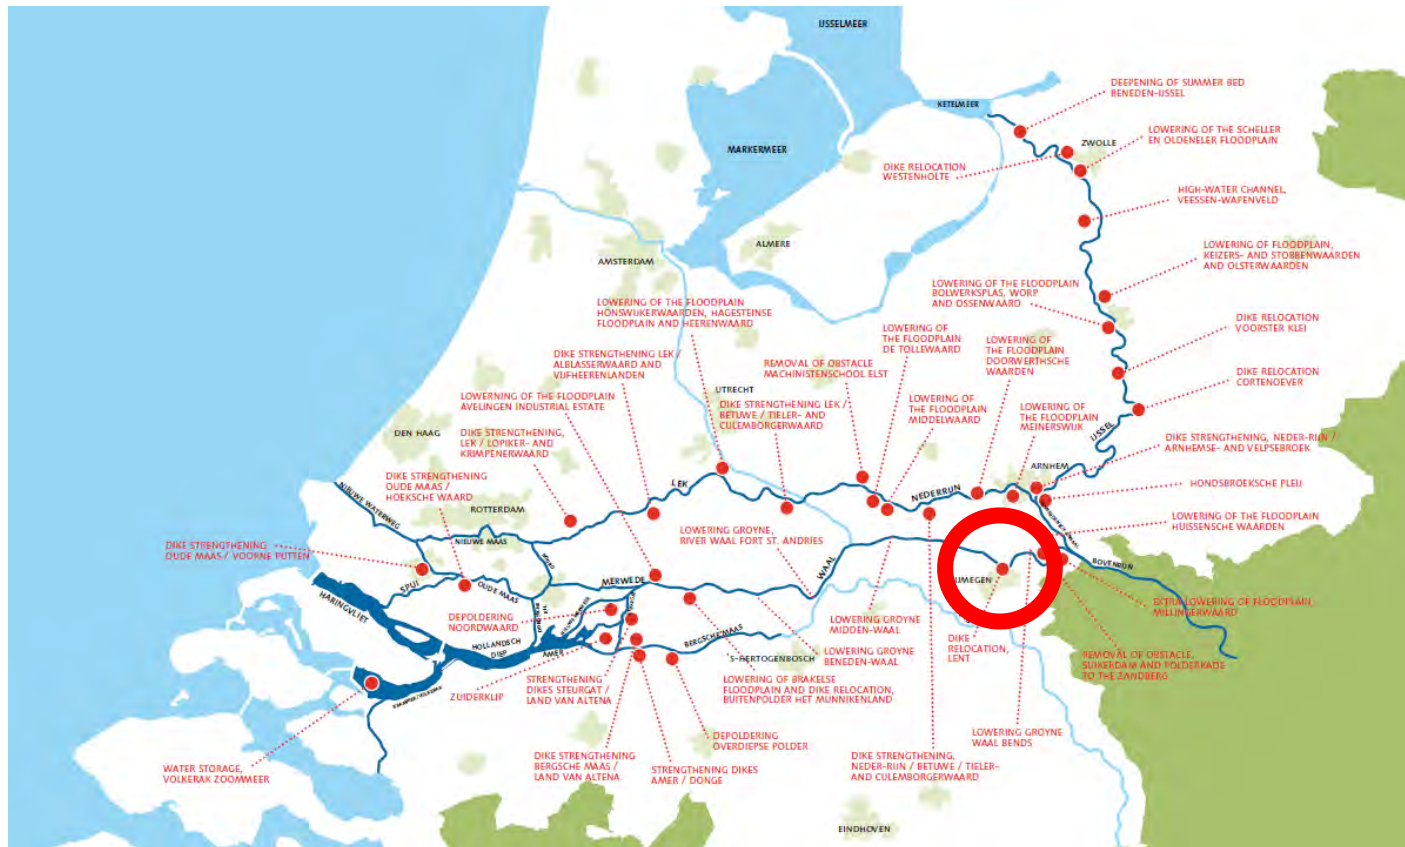 IJSSELMEER
KETELMEER
MARKERMEER
DEEPENING OF SUMMER BED
BENEDEN-IJSSEL
LOWERING OF THE SCHELLER
EN OLDENELER FLOODPLAIN
ZWOLLE
DIKE RELOCATION
WESTENHOLTE
HIGH-WATER CHANNEL,
VEESSEN-WAPENVELD
ALMERE
AMSTERDAM
LOWERING OF FLOODPLAIN,
KEIZERS- AND STOBBENWAARDEN
AND OLSTERWAARDEN
LOWERING OF THE FLOODPLAIN
BOLWERKSPLAS, WORP
AND OSSENWAARD
LOWERING OF THE FLOODPLAIN
HONSWIJKERWAARDEN, HAGESTEINSE
FLOODPLAIN AND HEERENWAARD
DIKE RELOCATION
VOORSTER KLEI
LOWERING OF
THE FLOODPLAIN
DE TOLLEWAARD
LOWERING OF
THE FLOODPLAIN
DOORWERTHSCHE
WAARDEN
DIKE STRENGTHENING LEK /
ALBLASSERWAARD AND
VIJFHEERENLANDEN
REMOVAL OF OBSTACLE
MACHINISTENSCHOOL ELST
DIKE RELOCATION
CORTENOEVER
UTRECHT
LOWERNING OF THE FLOODPLAIN
AVELINGEN INDUSTRIAL ESTATE
DIKE STRENGTHENING LEK /
BETUWE / TIELER- AND
CULEMBORGERWAARD
LOWERING OF
THE FLOODPLAIN
MIDDELWAARD
LOWERING OF
THE FLOODPLAIN
MEINERSWIJK
IJSSEL
DEN HAAG
DIKE STRENGTHENING,
LEK / LOPIKER- AND
KRIMPENERWAARD
DIKE STRENGTHENING, NEDER-RIJN /
ARNHEMSE- AND VELPSEBROEK
ARNHEM
DIKE STRENGTHENING
OUDE MAAS /
HOEKSCHE WAARD
LEK
NEDERRIJN
HONDSBROEKSCHE PLEIJ
NIEUWE WATERWEG
ROTTERDAM
LOWERING OF THE FLOODPLAIN
HUISSENSCHE WAARDEN
LOWERING GROYNE,
RIVER WAAL FORT ST. ANDRIES
NIEUWE MAAS
DIKE STRENGTHENING
OUDE MAAS / VOORNE PUTTEN
WAAL
BOVENRIJN
SPUI
OUDE MAAS
MERWEDE
IJMEGEN
HARINGVLIET
EXTRA LOWERING OF FLOODPLAIN,
MILLINGERWAARD
DEPOLDERING
NOORDWAARD
LOWERING GROYNE
MIDDEN-WAAL
BERGSCHE MAAS
DIKE
RELOCATION,
LENT
HOLLANDSCH
DIEP
AMER
LOWERING GROYNE
BENEDEN-WAAL
'S-HERTOGENBOSCH
REMOVAL OF OBSTACLE,
SUIKERDAM AND POLDERKADE
TO THE ZANDBERG
ZUIDERKLIP
STRENGTHENING
DIKES STEURGAT /
LAND VAN ALTENA
LOWERING OF BRAKELSE
FLOODPLAIN AND DIKE RELOCATION,
BUITENPOLDER HET MUNNIKENLAND
LOWERING GROYNE
WAAL BENDS
DEPOLDERING
OVERDIEPSE POLDER
DIKE STRENGTHENING
BERGSCHE MAAS /
LAND VAN ALTENA
DIKE STRENGTHENING,
NEDER-RIJN / BETUWE / TIELER-
AND CULEMBORGERWAARD
WATER STORAGE,
VOLKERAK ZOOMMEER
STRENGTHENING DIKES
AMER / DONGE
EINDHOVEN